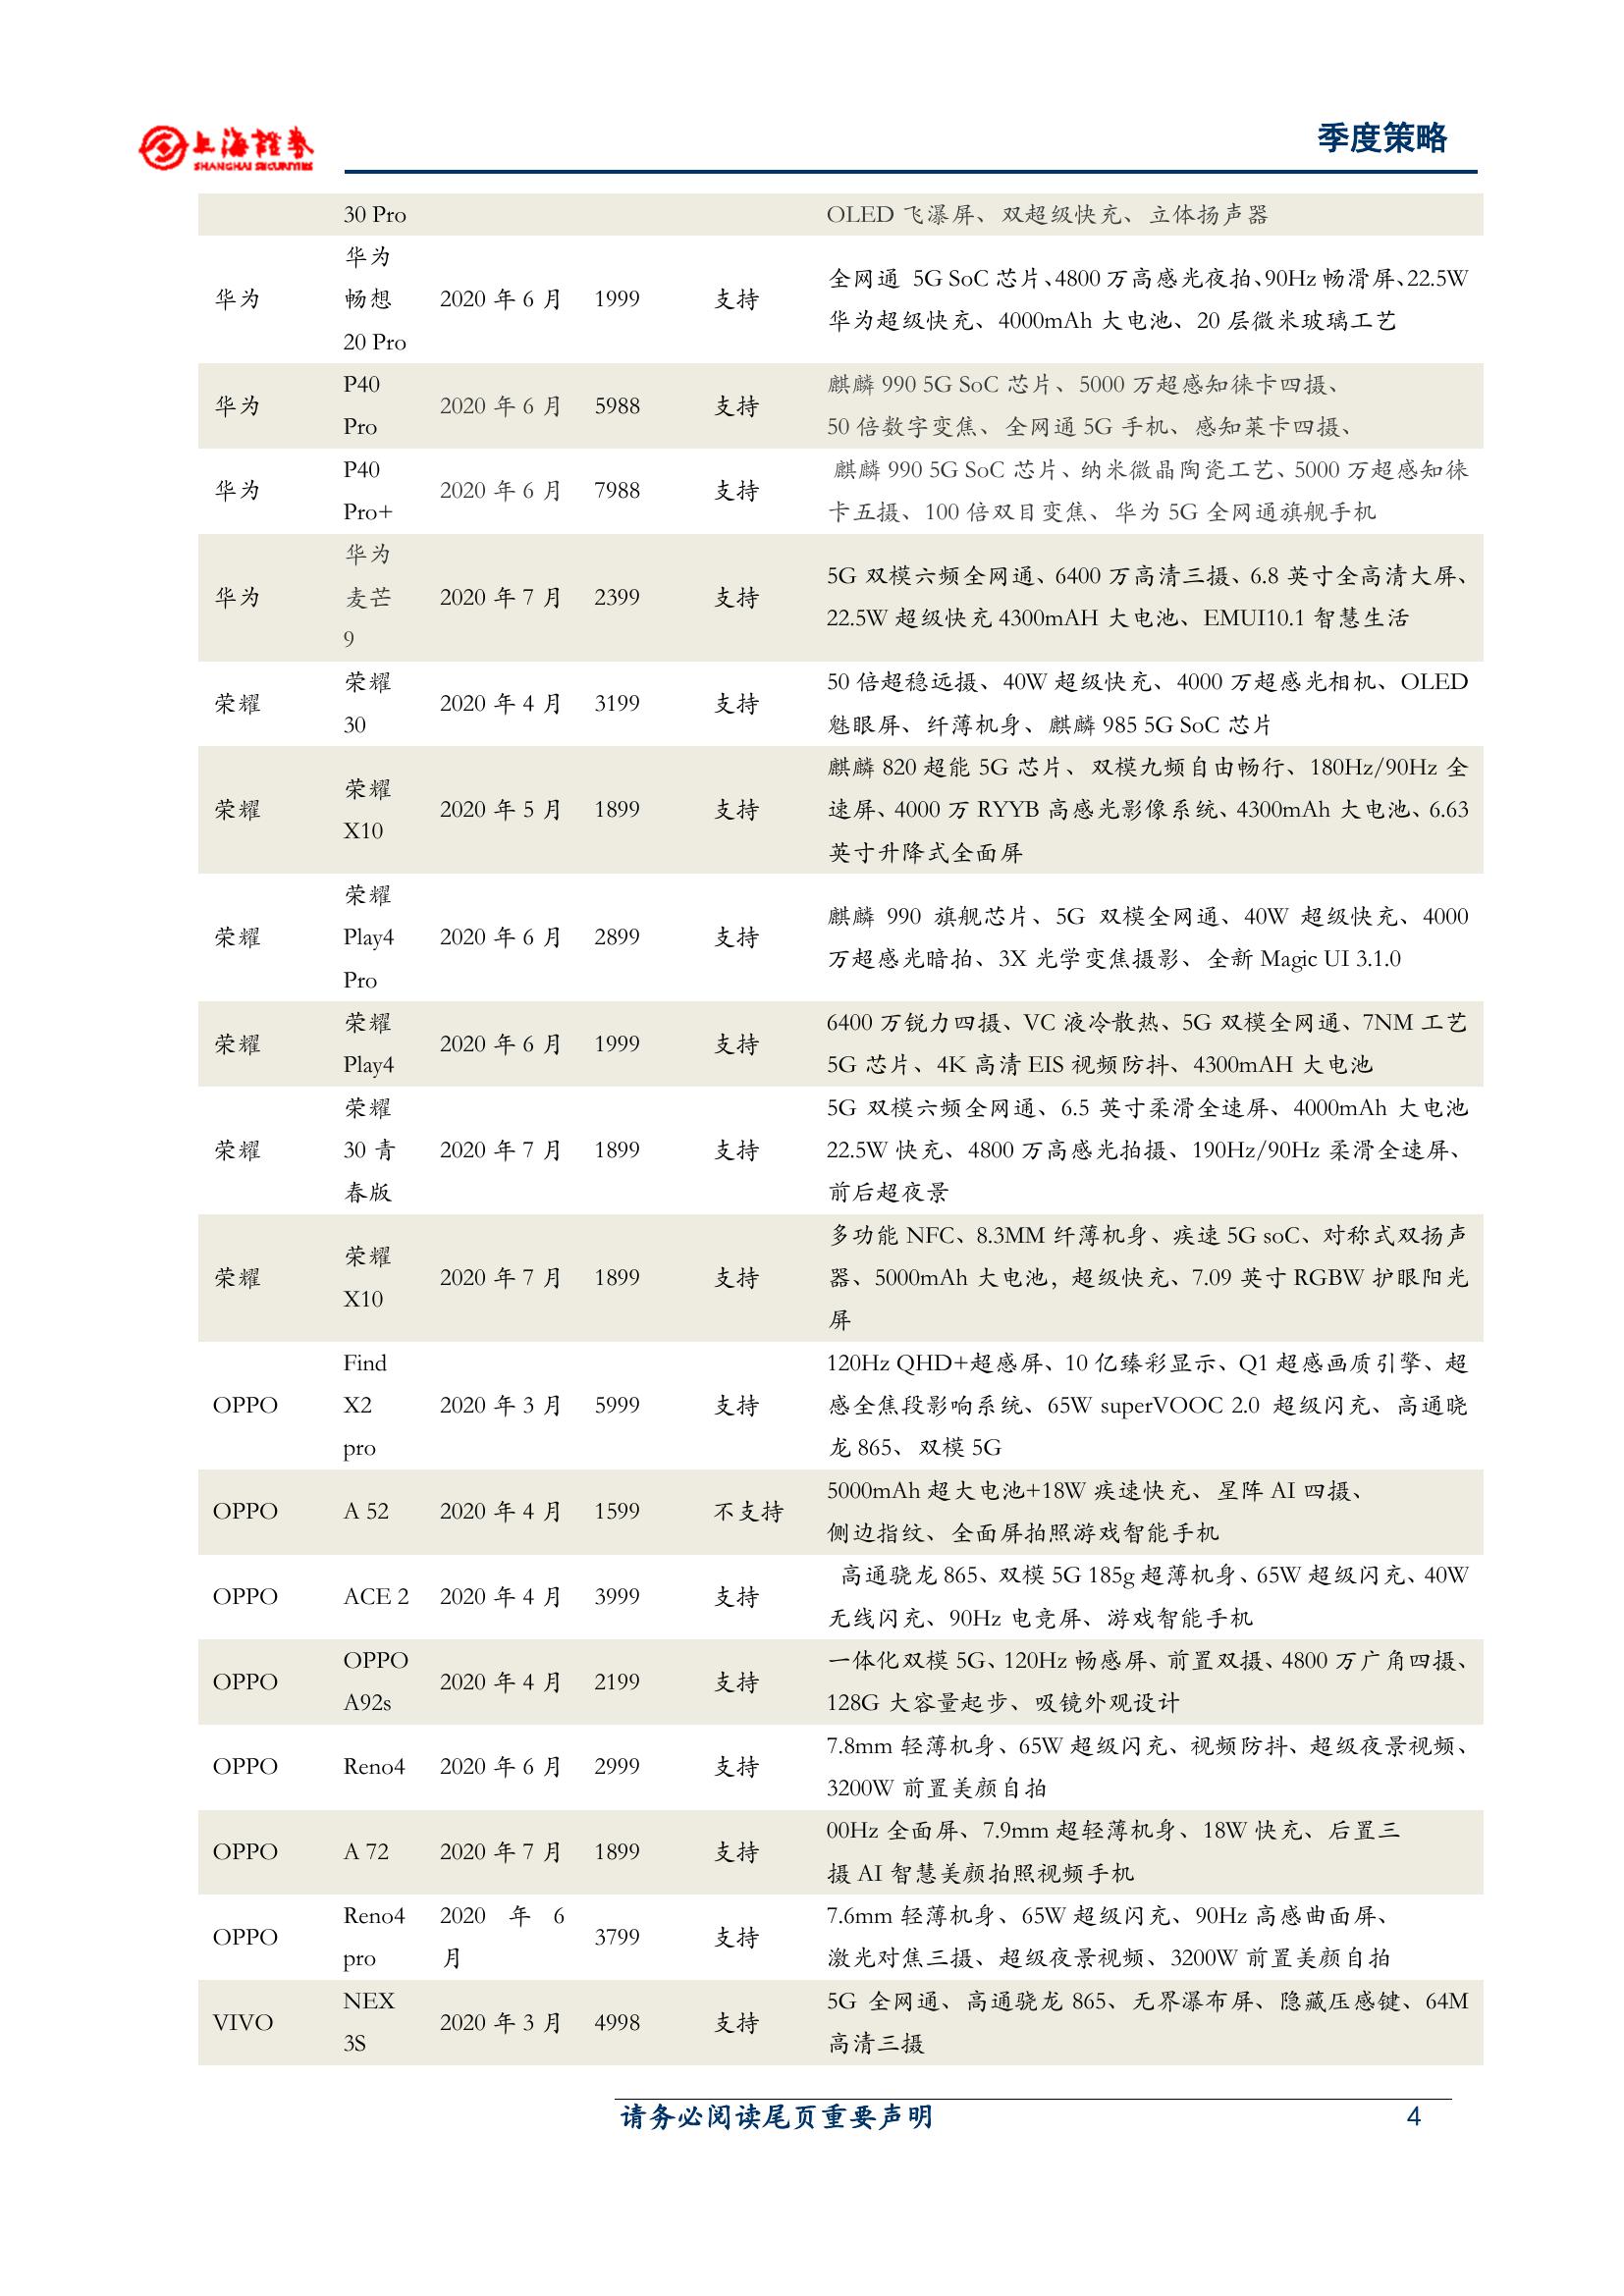 上海證券
SHANGHAI SECURITIES
季度策略
30 Pro OLED 飞瀑屏、双超级快充、立体扬声器
华为
华为 畅想 2020 年 6 月 1999 支持 全网通 5G SoC 芯片、4800 万高感光夜拍、90Hz 畅滑屏、22.5W
20 Pro 华为超级快充、4000mAh 大电池、20 层微米玻璃工艺
P40 麒麟 990 5G SoC 芯片、5000 万超感知徕卡四摄、
华为 2020 年 6 月 5988 支持
Pro 50 倍数字变焦、全网通 5G 手机、感知莱卡四摄、
P40 麒麟 990 5G SoC 芯片、纳米微晶陶瓷工艺、5000 万超感知徕
华为 2020 年 6 月 7988 支持
Pro+ 卡五摄、100 倍双目变焦、华为 5G 全网通旗舰手机
华为
华为 麦芒 2020 年 7 月 2399 支持 5G 双模六频全网通、6400 万高清三摄、6.8 英寸全高清大屏、
9 22.5W 超级快充 4300mAH 大电池、EMUI10.1 智慧生活
荣耀 50 倍超稳远摄、40W 超级快充、4000 万超感光相机、OLED
荣耀 2020 年 4 月 3199 支持
30 魅眼屏、纤薄机身、麒麟 985 5G SoC 芯片
麒麟 820 超能 5G 芯片、双模九频自由畅行、180Hz/90Hz 全
荣耀 荣耀 2020 年 5 月 1899 支持 速屏、4000 万 RYYB 高感光影像系统、4300mAh 大电池、6.63
X10 英寸升降式全面屏
荣耀
荣耀 Play4 2020 年 6 月 2899 支持 麒麟 990 旗舰芯片、5G 双模全网通、40W 超级快充、4000
Pro 万超感光暗拍、3X 光学变焦摄影、全新 Magic UI 3.1.0
荣耀 6400 万锐力四摄、VC 液冷散热、5G 双模全网通、7NM 工艺
荣耀 2020 年 6 月 1999 支持
Play4 5G 芯片、4K 高清 EIS 视频防抖、4300mAH 大电池
荣耀 5G 双模六频全网通、6.5 英寸柔滑全速屏、4000mAh 大电池
荣耀 30 青 2020 年 7 月 1899 支持 22.5W 快充、4800 万高感光拍摄、190Hz/90Hz 柔滑全速屏、
春版 前后超夜景
多功能 NFC、8.3MM 纤薄机身、疾速 5G soC、对称式双扬声
荣耀 荣耀 2020 年 7 月 1899 支持 器、5000mAh 大电池，超级快充、7.09 英寸 RGBW 护眼阳光
X10 屏
Find 120Hz QHD+超感屏、10 亿臻彩显示、Q1 超感画质引擎、超
OPPO X2 2020 年 3 月 5999 支持 感全焦段影响系统、65W superVOOC 2.0 超级闪充、高通晓
pro 龙 865、双模 5G
5000mAh 超大电池+18W 疾速快充、星阵 AI 四摄、
OPPO A 52 2020 年 4 月 1599 不支持
侧边指纹、全面屏拍照游戏智能手机
高通骁龙 865、双模 5G 185g 超薄机身、65W 超级闪充、40W
OPPO ACE 2 2020 年 4 月 3999 支持
无线闪充、90Hz 电竞屏、游戏智能手机
OPPO 一体化双模 5G、120Hz 畅感屏、前置双摄、4800 万广角四摄、
OPPO 2020 年 4 月 2199 支持
A92s 128G 大容量起步、吸镜外观设计
7.8mm 轻薄机身、65W 超级闪充、视频防抖、超级夜景视频、
OPPO Reno4 2020 年 6 月 2999 支持
3200W 前置美颜自拍
00Hz 全面屏、7.9mm 超轻薄机身、18W 快充、后置三
OPPO A 72 2020 年 7 月 1899 支持
摄 AI 智慧美颜拍照视频手机
Reno4 2020 年 6 7.6mm 轻薄机身、65W 超级闪充、90Hz 高感曲面屏、
OPPO 3799 支持
pro 月 激光对焦三摄、超级夜景视频、3200W 前置美颜自拍
NEX 5G 全网通、高通骁龙 865、无界瀑布屏、隐藏压感键、64M
VIVO 2020 年 3 月 4998 支持
3S 高清三摄
请务必阅读尾页重要声明 4